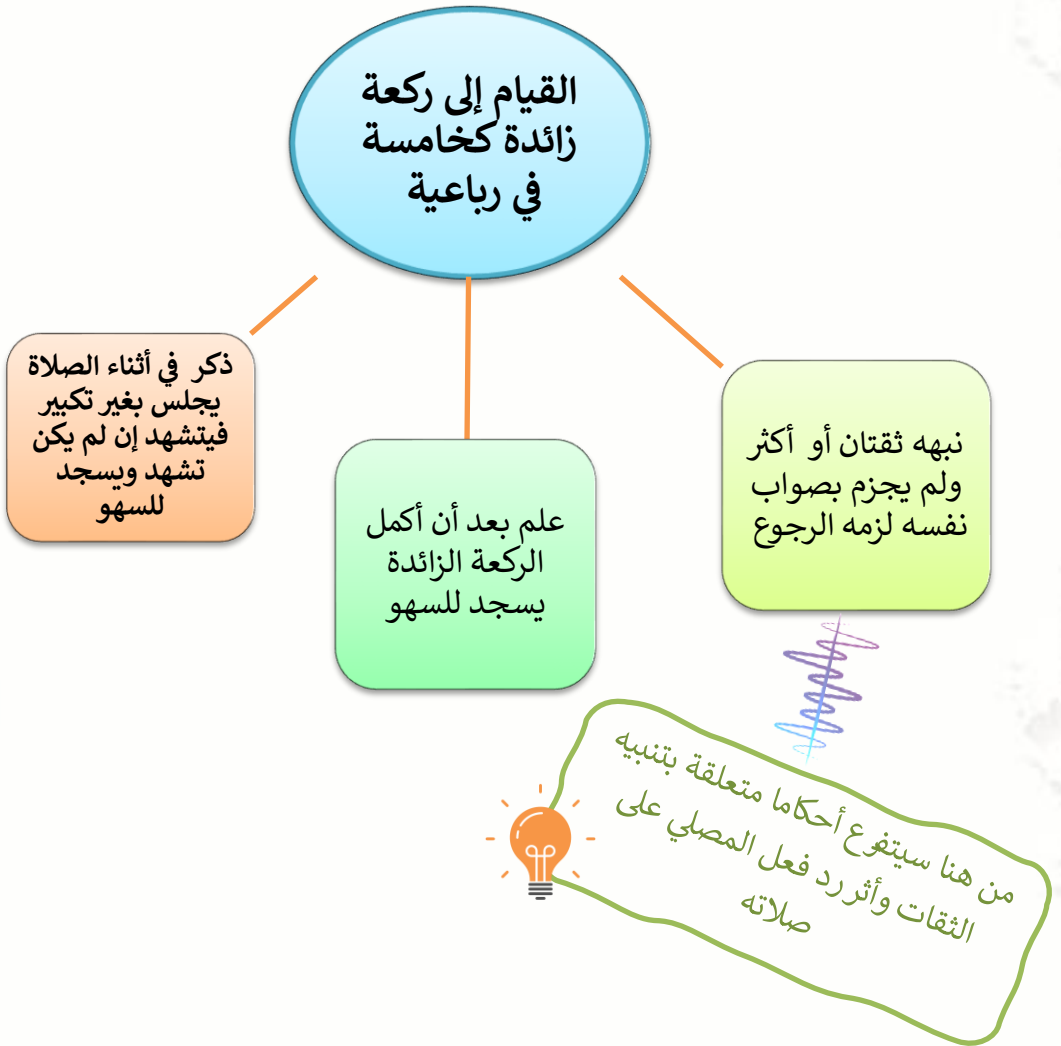 القيام إلى ركعة
زائدة كخامسة
في رباعية
نبهه ثقتان أو أكثر
ولم يجزم بصواب
نفسه لزمه الرجوع
علم بعد أن أكمل
الركعة الزائدة
يسجد للسهو
ذكر في أثناء الصلاة
يجلس بغير تكبير
فيتشهد إن لم يكن
تشهد ويسجد
للسهو
من هنا سيتفرع أحكاما متعلقة بتنبيه
الثقات وأثر رد فعل المصلي على
صلاته